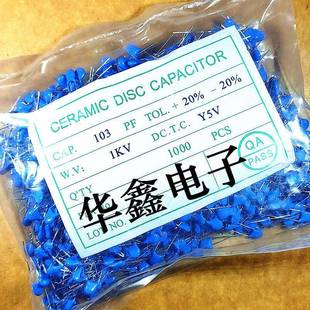 CERAMIC DISC CAPACITOR
CAP. 103 PF TOL. + 20% - 20%
W.V: 1KV DC.T.C. Y5V
Q'TY 1000 PCS
LOT NO.
QA
PASS
华鑫电子